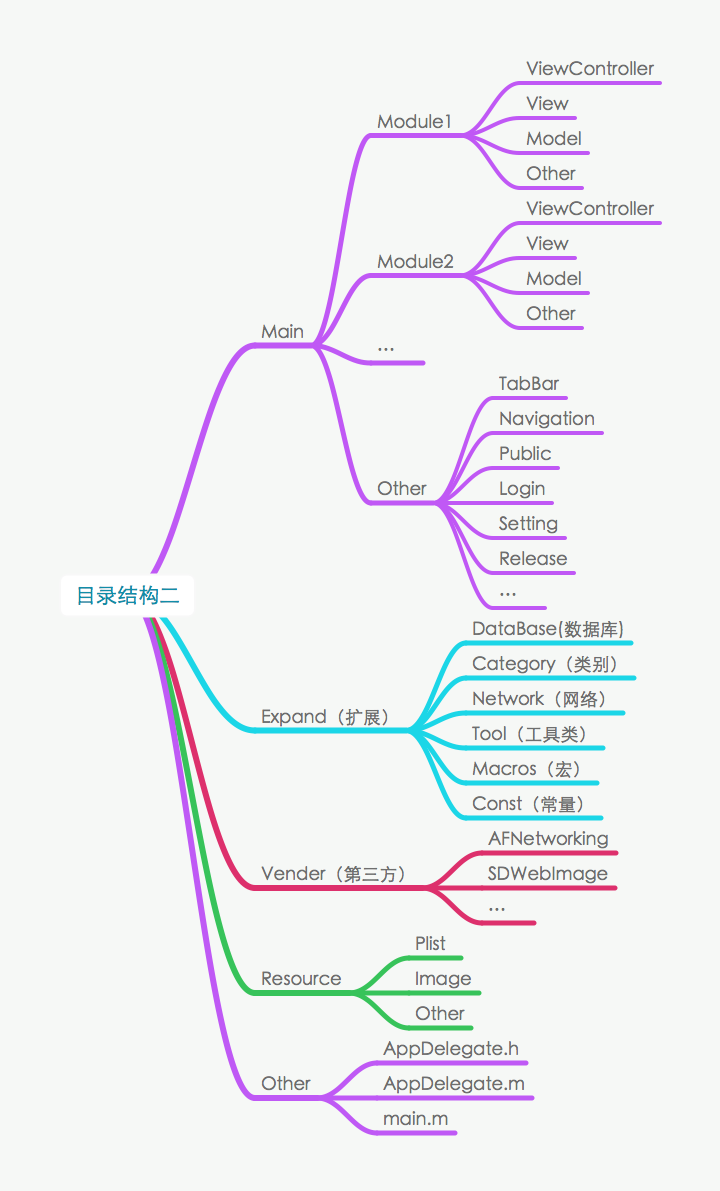 ViewController
View
Module1
Model
Other
ViewController
View
Module2
Model
Other
Main
...
TabBar
Navigation
Public
Other
Login
Setting
Release
...
目录结构二
DataBase(数据库)
Category（类别）
Network（网络）
Expand（扩展）
Tool（工具类）
Macros（宏）
Const（常量）
AFNetworking
Vender（第三方）
SDWebImage
...
Plist
Resource
Image
Other
AppDelegate.h
Other
AppDelegate.m
main.m